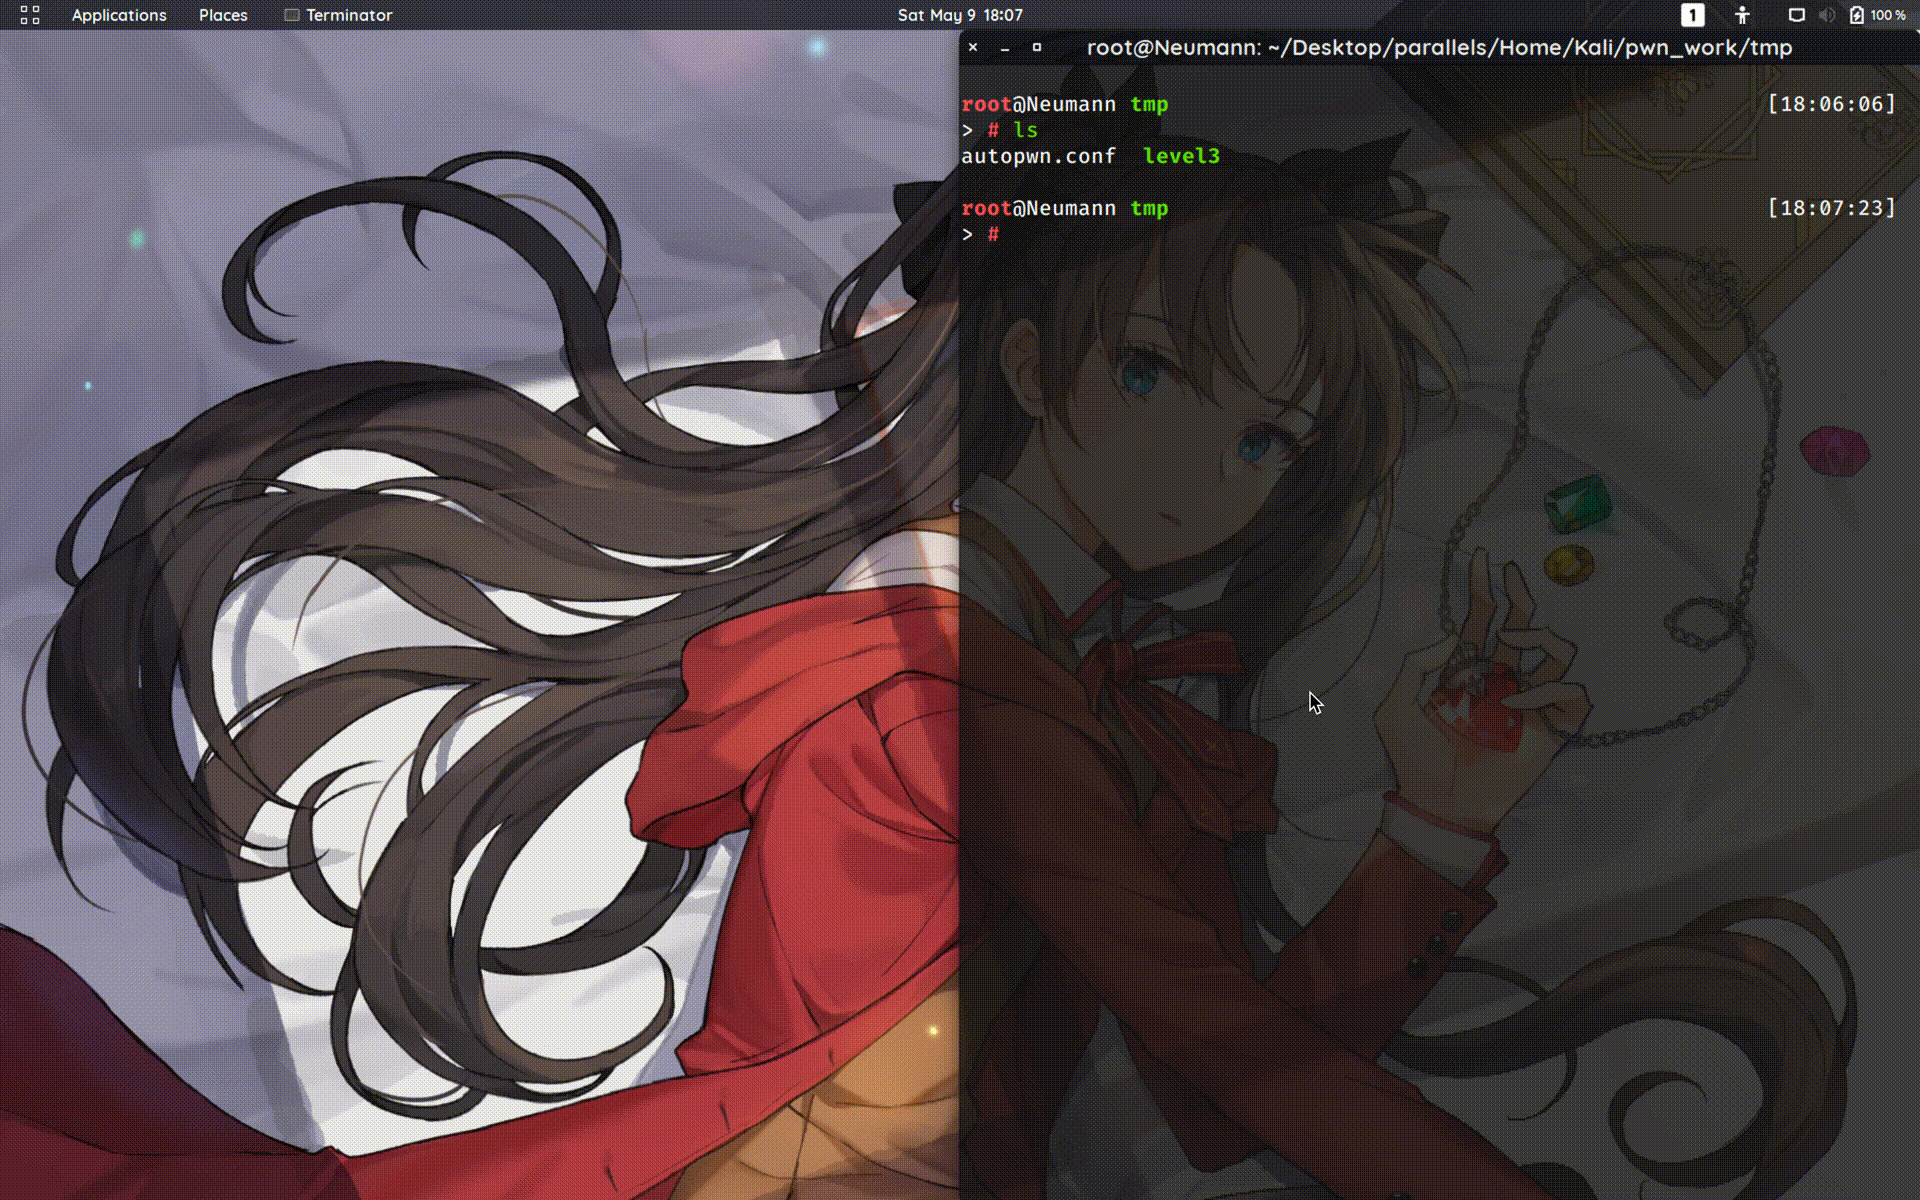 Applications Places Terminator Sat May 9 18:07 1 100 %
root@Neumann: ~/Desktop/parallels/Home/Kali/pwn_work/tmp
root@Neumann tmp [18:06:06]
> # ls
autopwn.conf level3
root@Neumann tmp [18:07:23]
> #